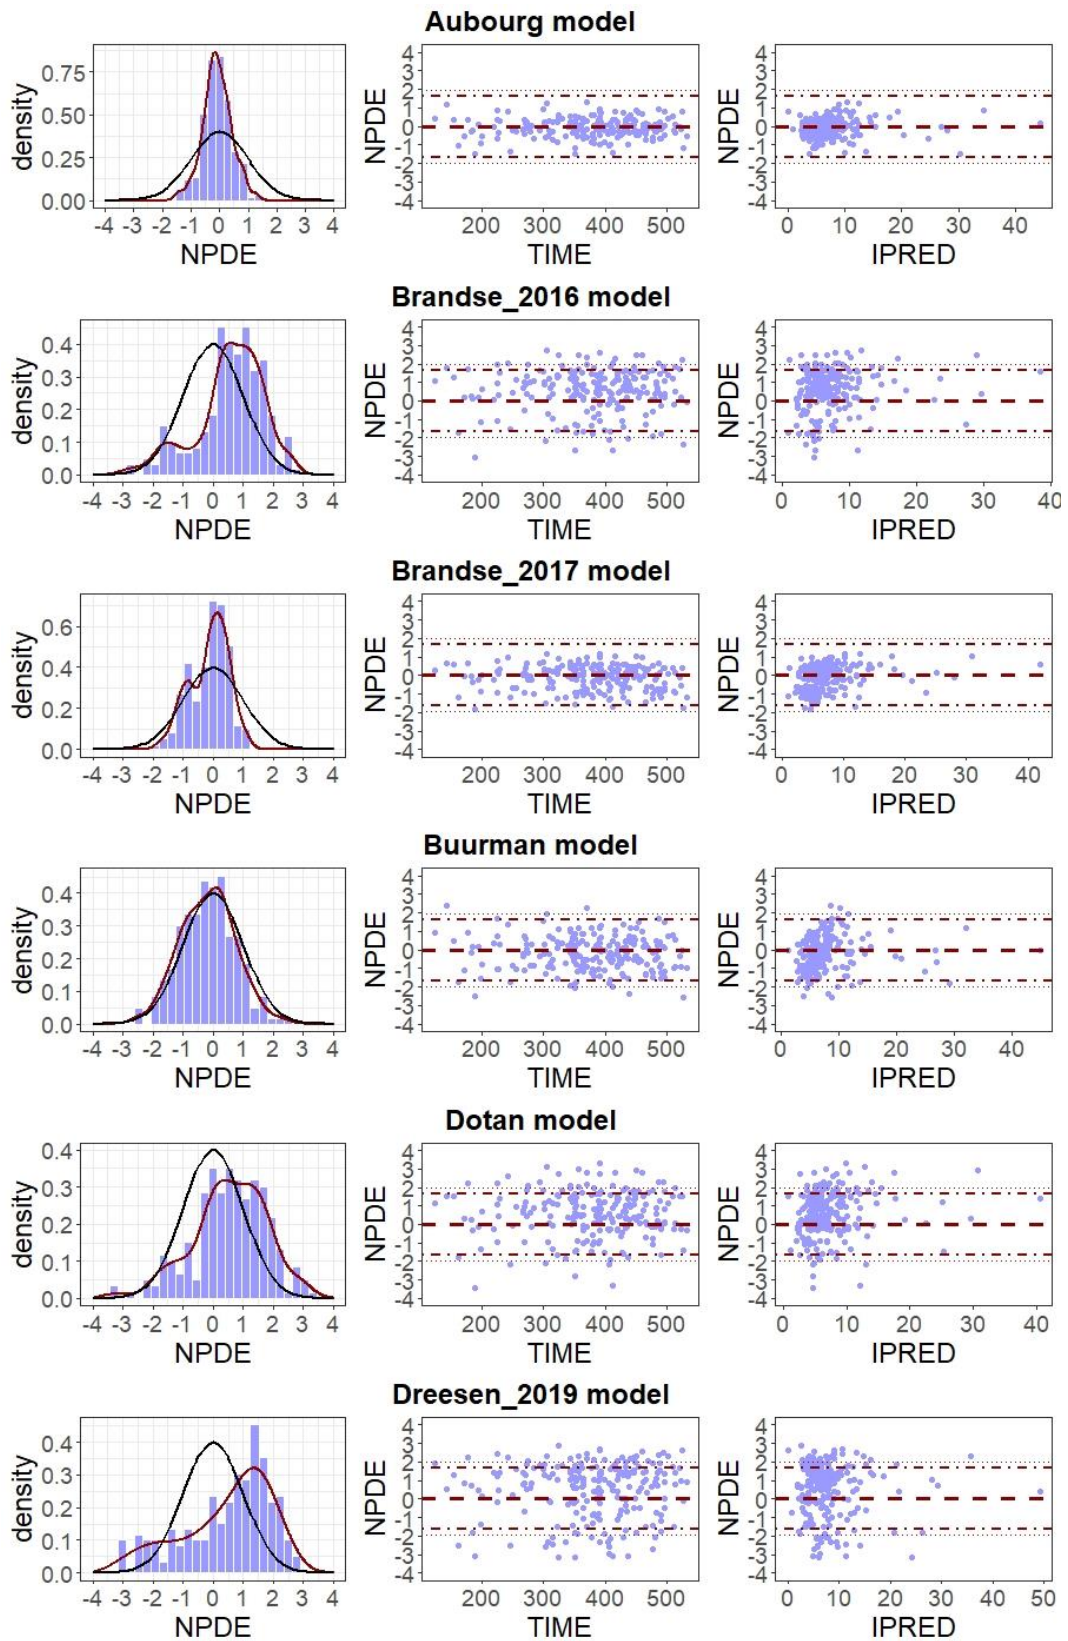 Aubourg model
density
0.75
0.50
0.25
0.00
-4 -3 -2 -1 0 1 2 3 4
NPDE
NPDE
4
3
2
1
0
-1
-2
-3
-4
200 300 400 500
TIME
NPDE
4
3
2
1
0
-1
-2
-3
-4
0 10 20 30 40
IPRED
Brandse_2016 model
density
0.4
0.3
0.2
0.1
0.0
-4 -3 -2 -1 0 1 2 3 4
NPDE
NPDE
4
3
2
1
0
-1
-2
-3
-4
200 300 400 500
TIME
NPDE
4
3
2
1
0
-1
-2
-3
-4
0 10 20 30 40
IPRED
Brandse_2017 model
density
0.6
0.4
0.2
0.0
-4 -3 -2 -1 0 1 2 3 4
NPDE
NPDE
4
3
2
1
0
-1
-2
-3
-4
200 300 400 500
TIME
NPDE
4
3
2
1
0
-1
-2
-3
-4
0 10 20 30 40
IPRED
Buurman model
density
0.4
0.3
0.2
0.1
0.0
-4 -3 -2 -1 0 1 2 3 4
NPDE
NPDE
4
3
2
1
0
-1
-2
-3
-4
200 300 400 500
TIME
NPDE
4
3
2
1
0
-1
-2
-3
-4
0 10 20 30 40
IPRED
Dotan model
density
0.4
0.3
0.2
0.1
0.0
-4 -3 -2 -1 0 1 2 3 4
NPDE
NPDE
4
3
2
1
0
-1
-2
-3
-4
200 300 400 500
TIME
NPDE
4
3
2
1
0
-1
-2
-3
-4
0 10 20 30 40
IPRED
Dreesen_2019 model
density
0.4
0.3
0.2
0.1
0.0
-4 -3 -2 -1 0 1 2 3 4
NPDE
NPDE
4
3
2
1
0
-1
-2
-3
-4
200 300 400 500
TIME
NPDE
4
3
2
1
0
-1
-2
-3
-4
0 10 20 30 40 50
IPRED